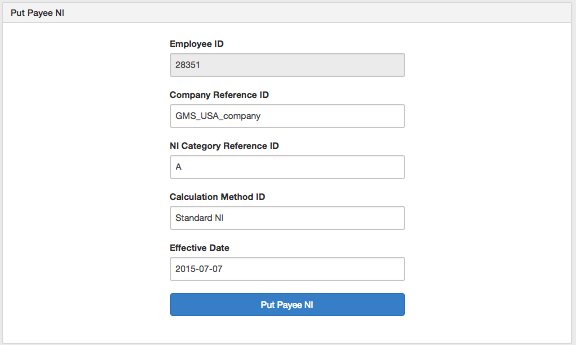 Put Payee NI
Employee ID
28351
Company Reference ID
GMS_USA_company
NI Category Reference ID
A
Calculation Method ID
Standard NI
Effective Date
2015-07-07
Put Payee NI